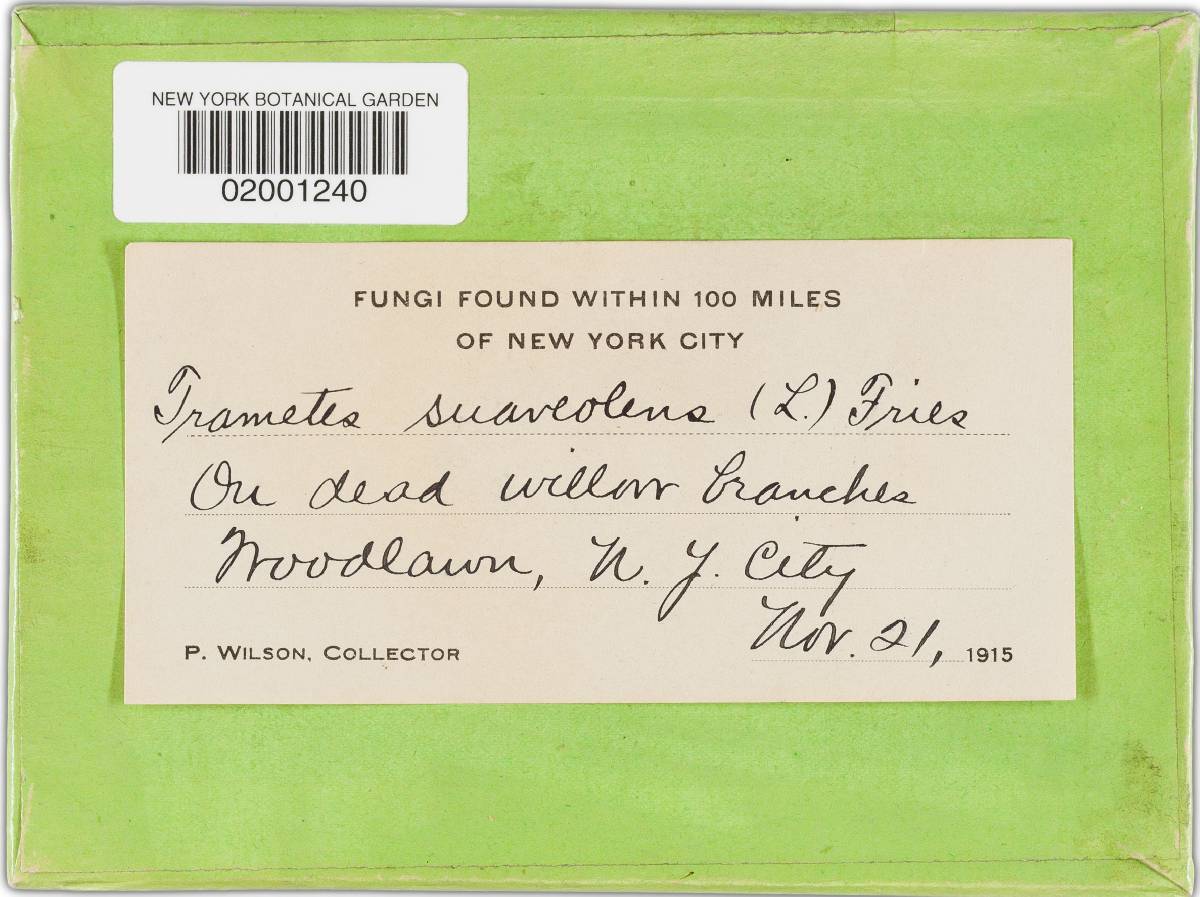 NEW YORK BOTANICAL GARDEN
02001240
FUNGI FOUND WITHIN 100 MILES
OF NEW YORK CITY
Trametes suaveolens (L.) Fries
On dead willow branches
Woodlawn, N. Y. City
Nov. 21, 1915
P. WILSON, COLLECTOR